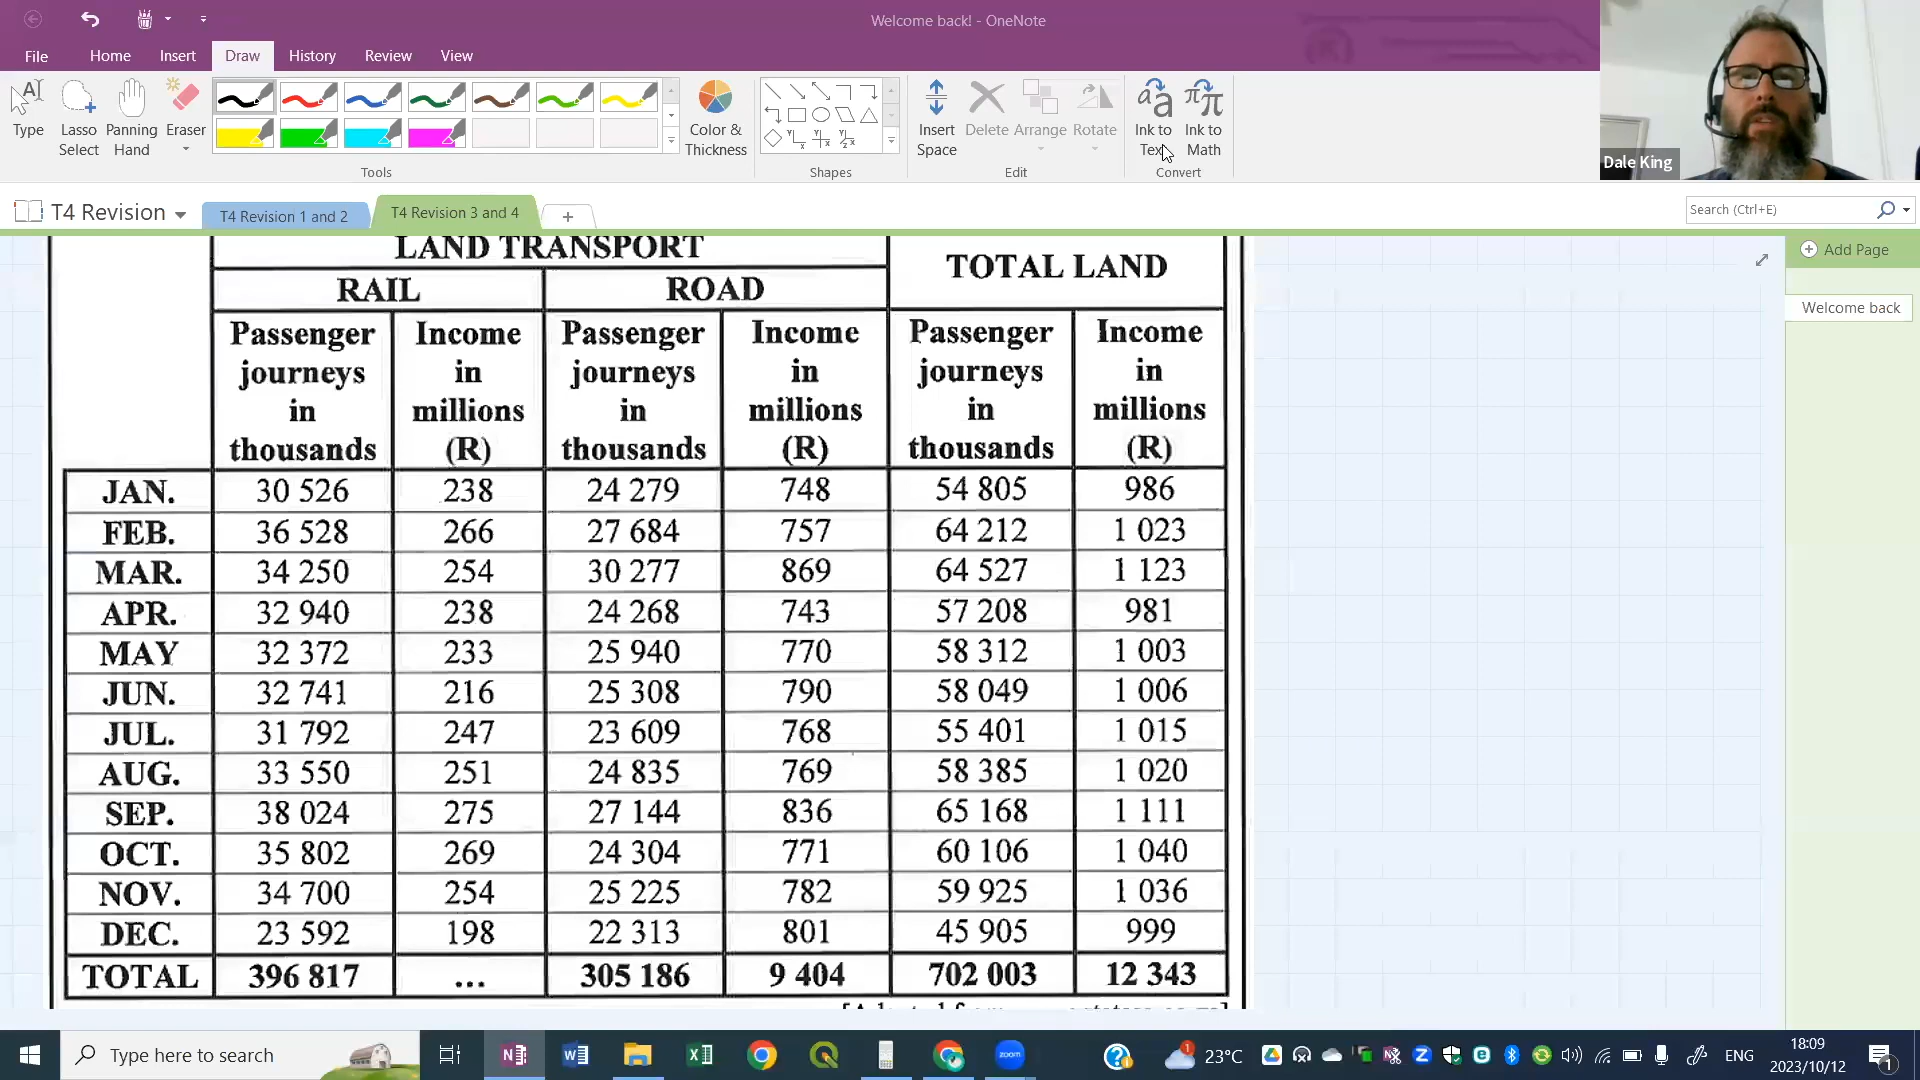 Welcome back! - OneNote
File Home Insert Draw History Review View
Type
Lasso Select
Panning Hand
Eraser
Color & Thickness
Insert Space
Delete
Arrange
Rotate
Ink to Text
Ink to Math
Tools
Shapes
Edit
Convert
Dale King
T4 Revision
T4 Revision 1 and 2
T4 Revision 3 and 4
Search (Ctrl+E)
Add Page
Welcome back
LAND TRANSPORT TOTAL LAND
RAIL ROAD
Passenger journeys in thousands Income in millions (R) Passenger journeys in thousands Income in millions (R) Passenger journeys in thousands Income in millions (R)
JAN. 30 526 238 24 279 748 54 805 986
FEB. 36 528 266 27 684 757 64 212 1 023
MAR. 34 250 254 30 277 869 64 527 1 123
APR. 32 940 238 24 268 743 57 208 981
MAY 32 372 233 25 940 770 58 312 1 003
JUN. 32 741 216 25 308 790 58 049 1 006
JUL. 31 792 247 23 609 768 55 401 1 015
AUG. 33 550 251 24 835 769 58 385 1 020
SEP. 38 024 275 27 144 836 65 168 1 111
OCT. 35 802 269 24 304 771 60 106 1 040
NOV. 34 700 254 25 225 782 59 925 1 036
DEC. 23 592 198 22 313 801 45 905 999
TOTAL 396 817 ... 305 186 9 404 702 003 12 343
Type here to search
zoom
23°C
ENG
18:09
2023/10/12